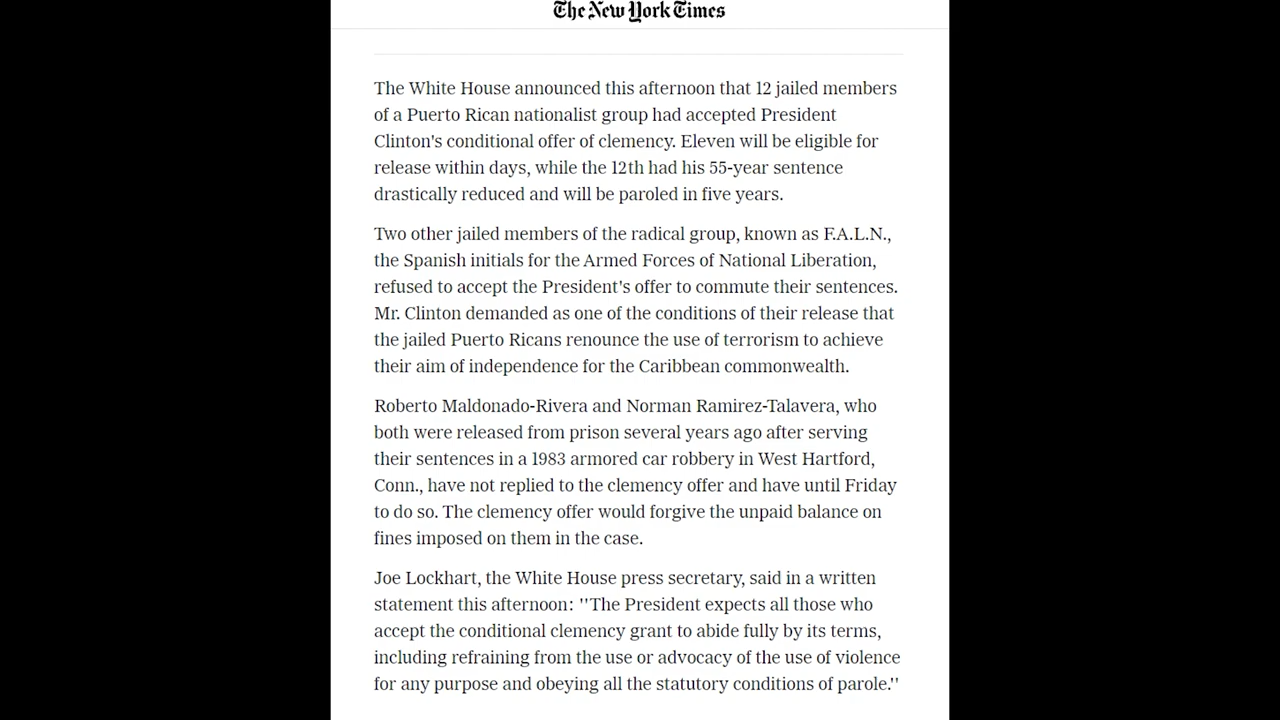 The New York Times
The White House announced this afternoon that 12 jailed members
of a Puerto Rican nationalist group had accepted President
Clinton's conditional offer of clemency. Eleven will be eligible for
release within days, while the 12th had his 55-year sentence
drastically reduced and will be paroled in five years.
Two other jailed members of the radical group, known as F.A.L.N.,
the Spanish initials for the Armed Forces of National Liberation,
refused to accept the President's offer to commute their sentences.
Mr. Clinton demanded as one of the conditions of their release that
the jailed Puerto Ricans renounce the use of terrorism to achieve
their aim of independence for the Caribbean commonwealth.
Roberto Maldonado-Rivera and Norman Ramirez-Talavera, who
both were released from prison several years ago after serving
their sentences in a 1983 armored car robbery in West Hartford,
Conn., have not replied to the clemency offer and have until Friday
to do so. The clemency offer would forgive the unpaid balance on
fines imposed on them in the case.
Joe Lockhart, the White House press secretary, said in a written
statement this afternoon: ''The President expects all those who
accept the conditional clemency grant to abide fully by its terms,
including refraining from the use or advocacy of the use of violence
for any purpose and obeying all the statutory conditions of parole.''